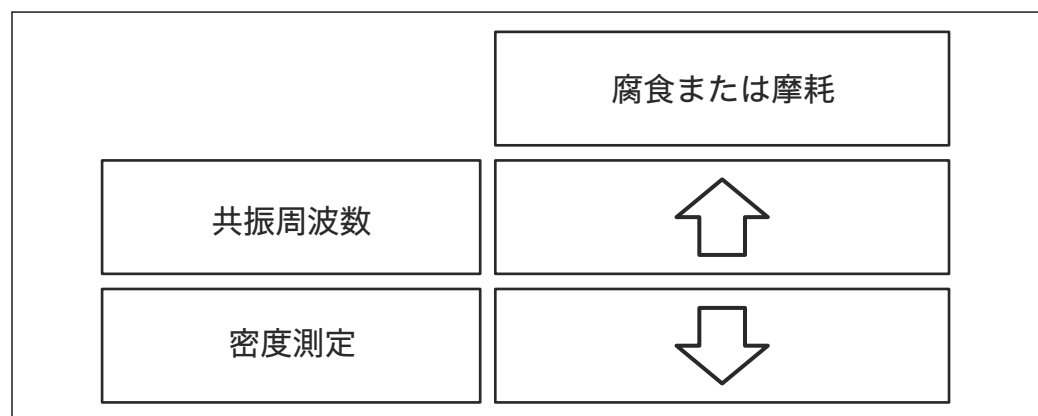 腐食または摩耗
共振周波数
密度測定